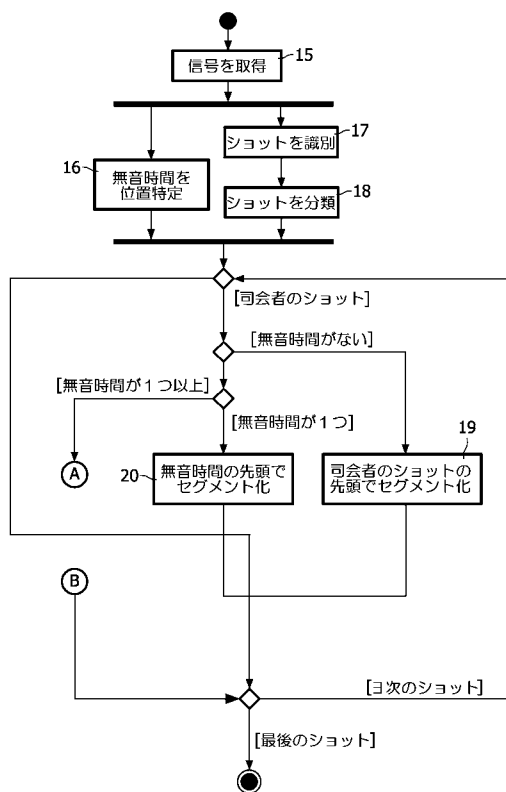 信号を取得
15
ショットを識別
17
16
無音時間を
位置特定
ショットを分類
18
[司会者のショット]
[無音時間がない]
[無音時間が1つ以上]
[無音時間が1つ]
A
20
無音時間の先頭で
セグメント化
19
司会者のショットの
先頭でセグメント化
B
[ヨ次のショット]
[最後のショット]